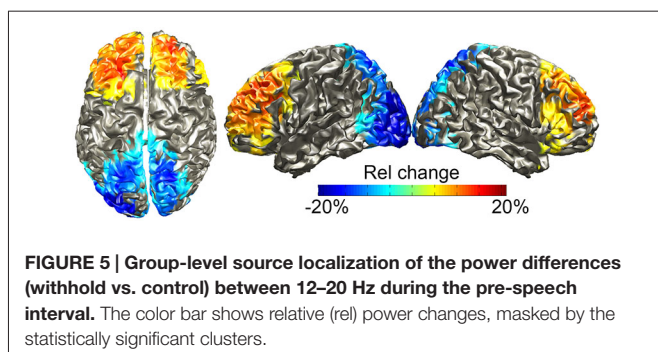 Rel change
-20% 20%
FIGURE 5 | Group-level source localization of the power differences
(withhold vs. control) between 12–20 Hz during the pre-speech
interval. The color bar shows relative (rel) power changes, masked by the
statistically significant clusters.